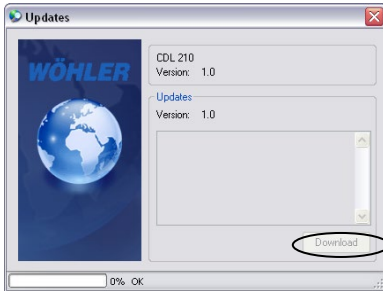 Updates
WÖHLER
CDL 210
Version: 1.0
Updates
Version: 1.0
Download
0% OK